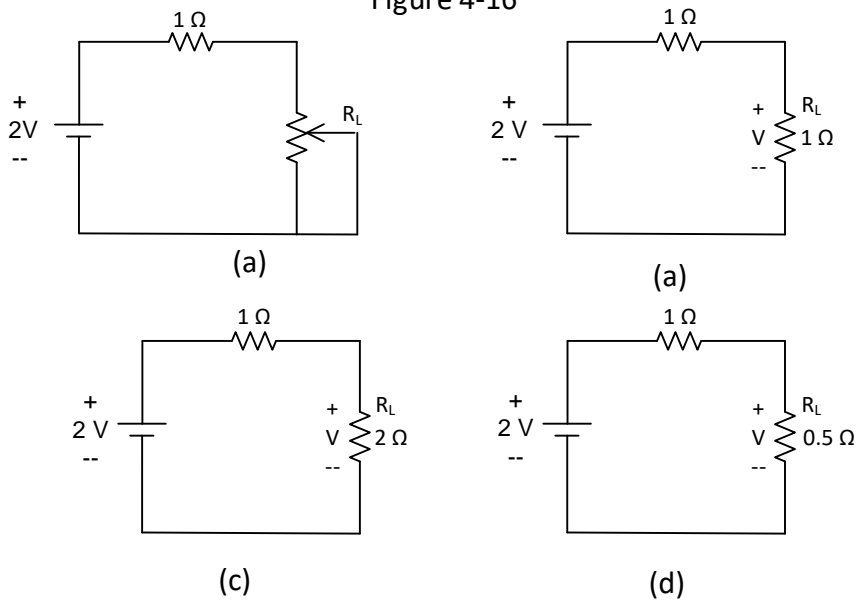 Figure 4-16
1 Ω
+
2V
--
R_L
(a)
1 Ω
+
2 V
--
+
V
--
R_L
1 Ω
(a)
1 Ω
+
2 V
--
+
V
--
R_L
2 Ω
(c)
1 Ω
+
2 V
--
+
V
--
R_L
0.5 Ω
(d)